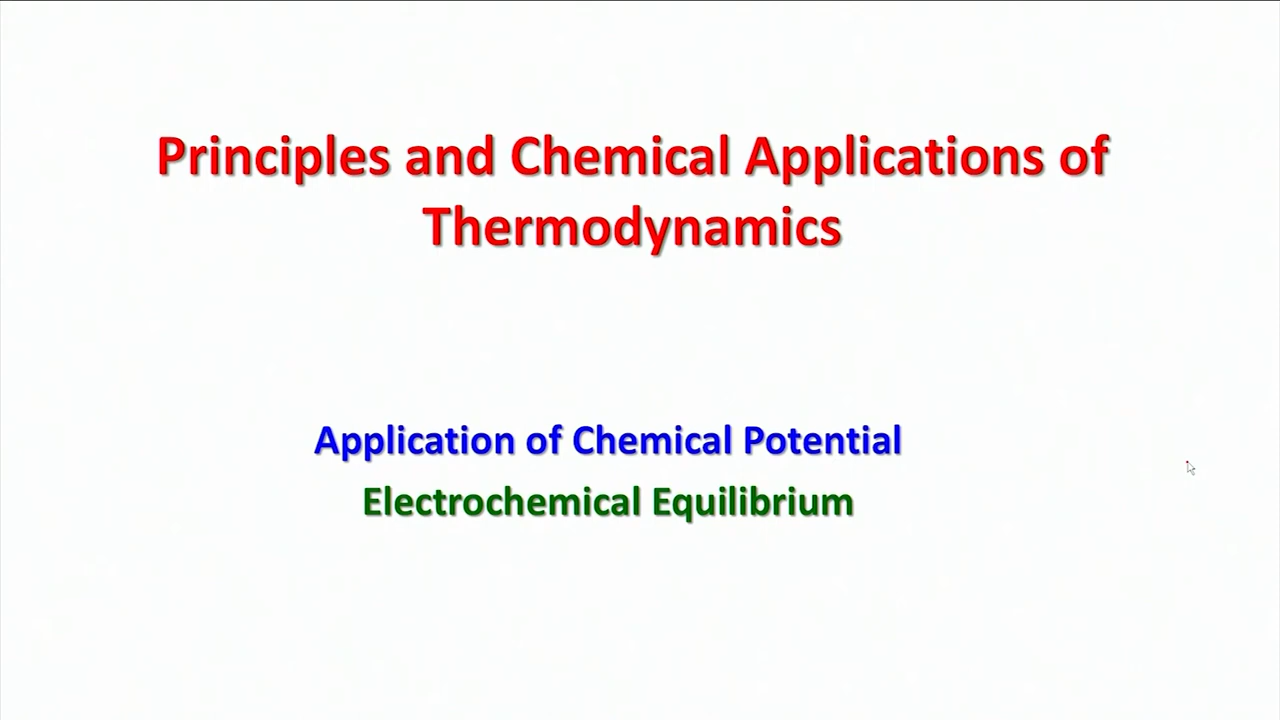 Principles and Chemical Applications of
Thermodynamics
Application of Chemical Potential
Electrochemical Equilibrium